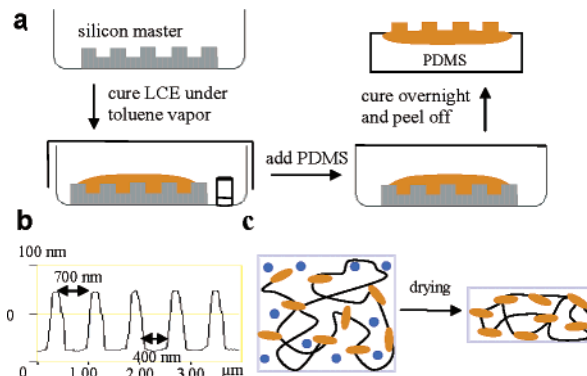 a
silicon master
cure LCE under
toluene vapor
add PDMS
PDMS
cure overnight
and peel off
b
100 nm
700 nm
0
400 nm
0
1.00
2.00
3.00
μm
c
drying